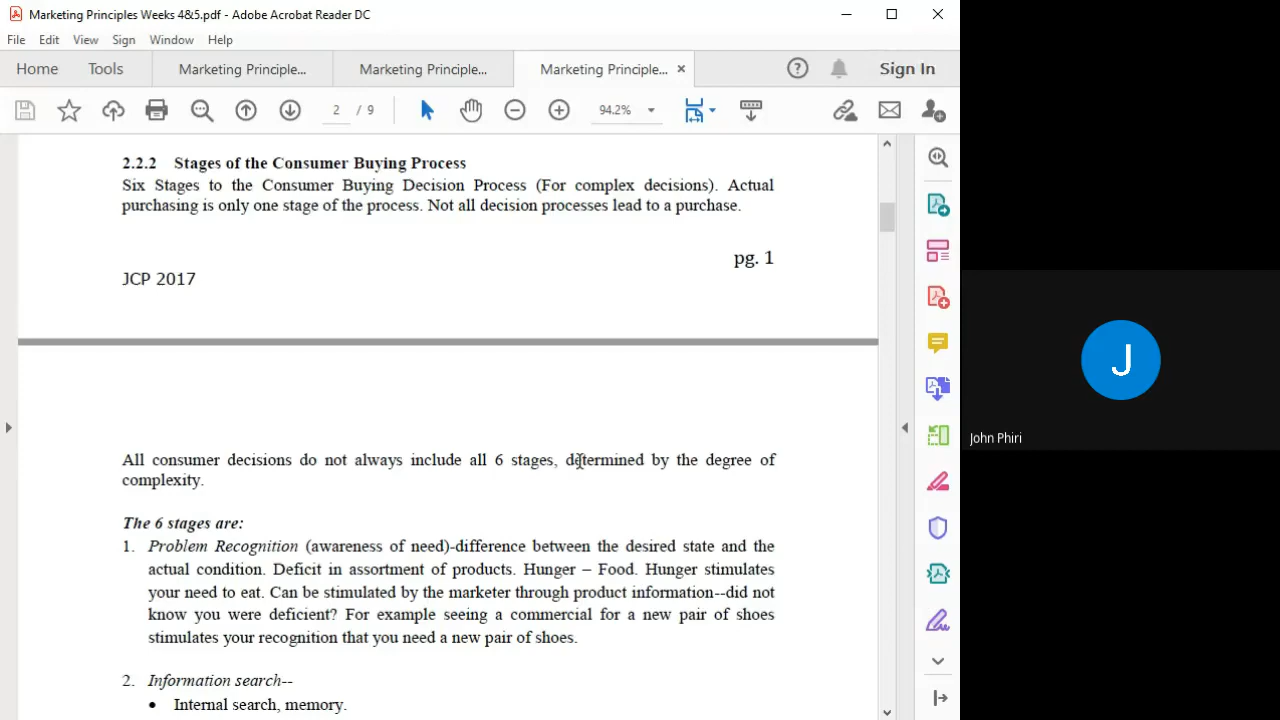 Marketing Principles Weeks 4&5.pdf - Adobe Acrobat Reader DC
File Edit View Sign Window Help
Home Tools Marketing Principle... Marketing Principle... Marketing Principle... Sign In
2 / 9 94.2%
2.2.2 Stages of the Consumer Buying Process
Six Stages to the Consumer Buying Decision Process (For complex decisions). Actual
purchasing is only one stage of the process. Not all decision processes lead to a purchase.
pg. 1
JCP 2017
All consumer decisions do not always include all 6 stages, determined by the degree of
complexity.
The 6 stages are:
1. Problem Recognition (awareness of need)-difference between the desired state and the
actual condition. Deficit in assortment of products. Hunger – Food. Hunger stimulates
your need to eat. Can be stimulated by the marketer through product information--did not
know you were deficient? For example seeing a commercial for a new pair of shoes
stimulates your recognition that you need a new pair of shoes.
2. Information search--
• Internal search, memory.
J
John Phiri